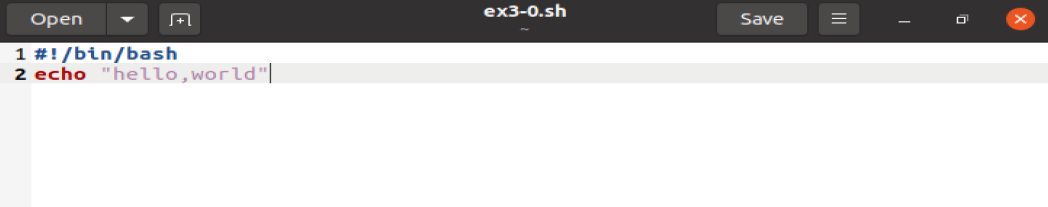 Open
ex3-0.sh
~
Save
1 #!/bin/bash
2 echo "hello,world"